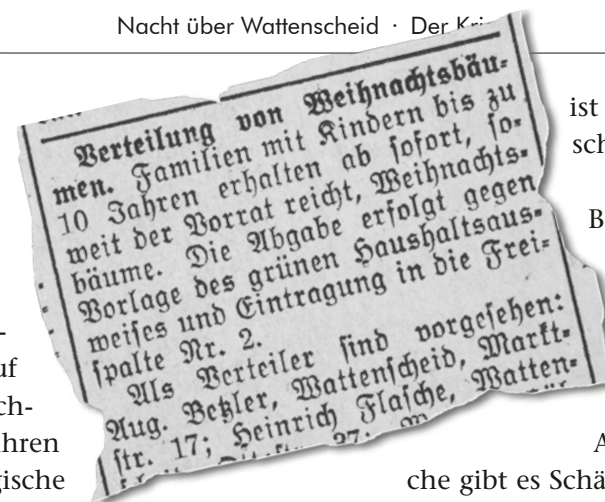 Nacht über Wattenscheid · Der
Verteilung von Weihnachtsbäu-
men. Familien mit Kindern bis zu
10 Jahren erhalten ab sofort, so-
weit der Vorrat reicht, Weihnachts-
bäume. Die Abgabe erfolgt gegen
Vorlage des grünen Haushaltsaus-
weises und Eintragung in die Frei-
spalte Nr. 2.
Als Verteiler sind vorgesehen:
Aug. Betzler, Wattenscheid, Markt-
str. 17; Heinrich Flasche, Watten-
ist
sch
B
-
uf
ch-
ihren
gische
A
che gibt es Schä